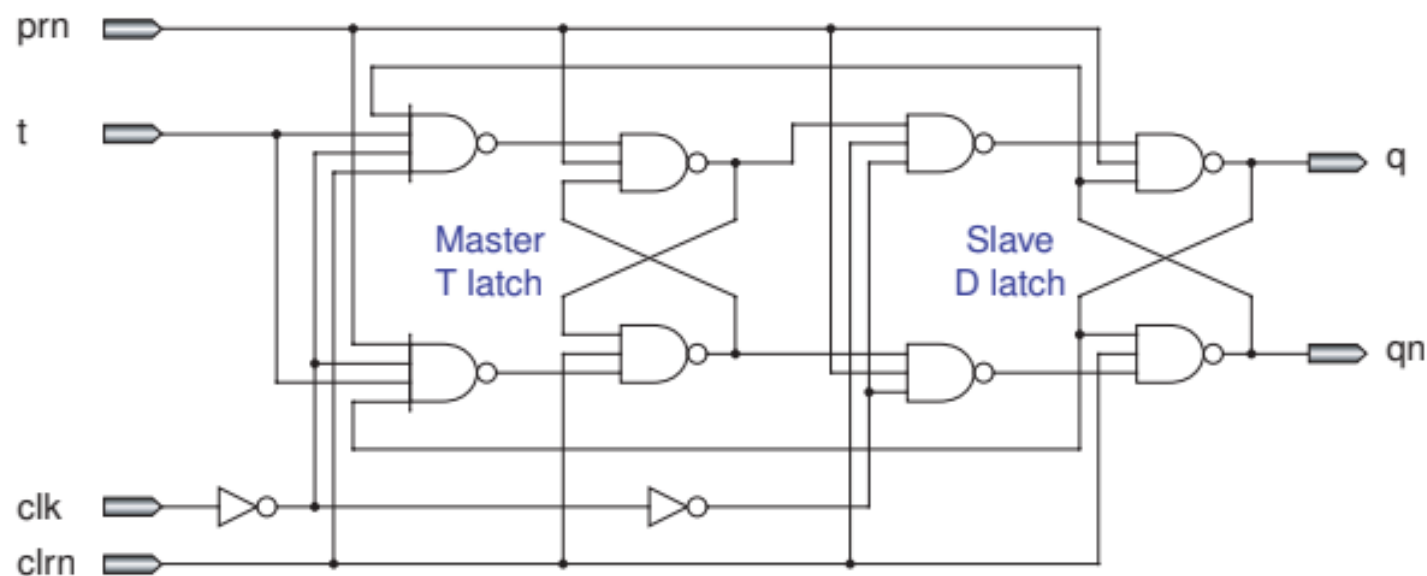 prn
t
Master
T latch
Slave
D latch
q
qn
clk
clrn